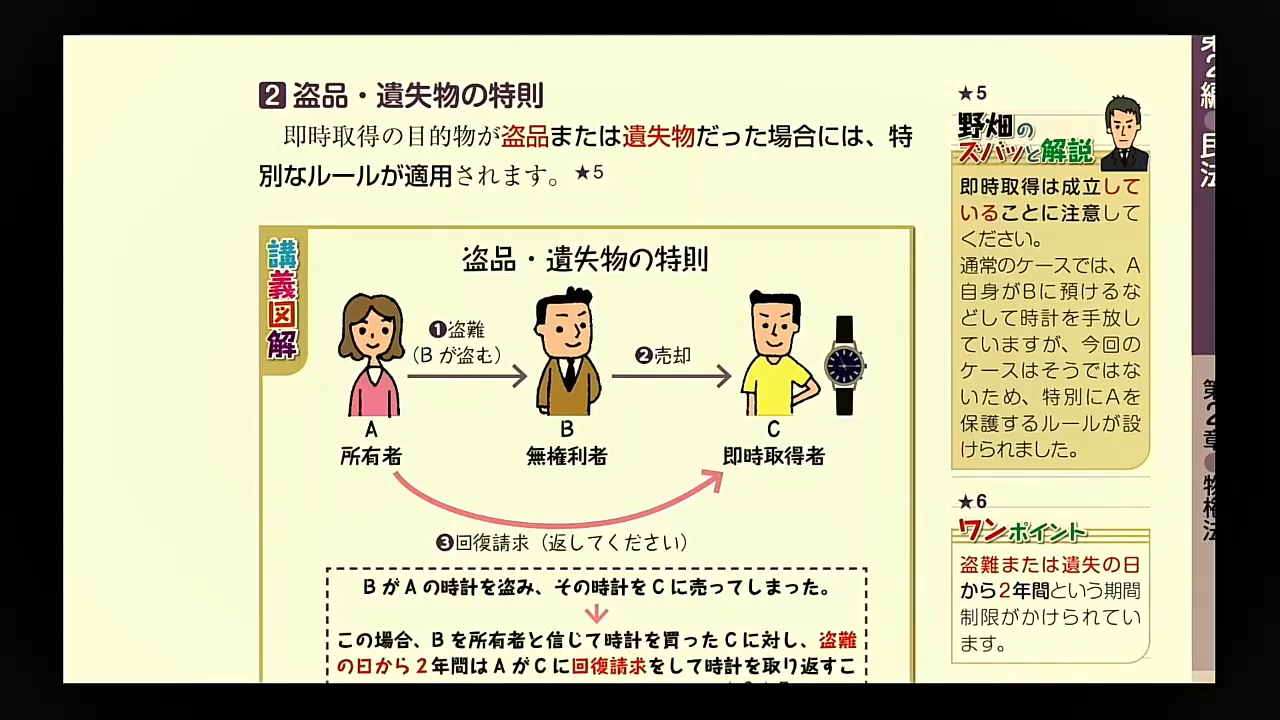 2 盗品・遺失物の特則
即時取得の目的物が盗品または遺失物だった場合には、特
別なルールが適用されます。★5
講義図解
盗品・遺失物の特則
❶盗難
(Bが盗む)
❷売却
A
所有者
B
無権利者
C
即時取得者
❸回復請求(返してください)
BがAの時計を盗み、その時計をCに売ってしまった。
この場合、Bを所有者と信じて時計を買ったCに対し、盗難
の日から2年間はAがCに回復請求をして時計を取り返すこ
★5
野畑の
ズバッと解説
即時取得は成立して
いることに注意して
ください。
通常のケースでは、A
自身がBに預けるな
どして時計を手放し
ていますが、今回の
ケースはそうではな
いため、特別にAを
保護するルールが設
けられました。
★6
ワンポイント
盗難または遺失の日
から2年間という期間
制限がかけられてい
ます。
第2編●民法
第2章●物権法